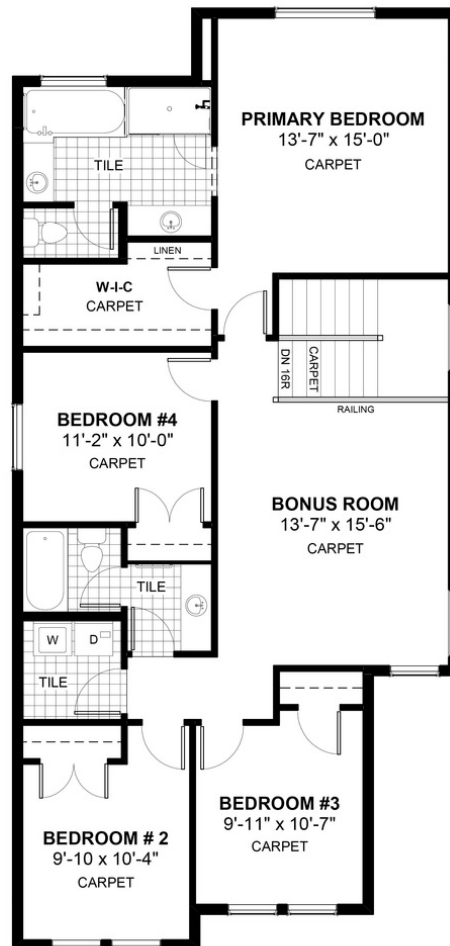 PRIMARY BEDROOM
13'-7" x 15'-0"
CARPET
TILE
LINEN
W-I-C
CARPET
DN 16R
CARPET
RAILING
BEDROOM #4
11'-2" x 10'-0"
CARPET
BONUS ROOM
13'-7" x 15'-6"
CARPET
TILE
W
D
TILE
BEDROOM # 2
9'-10 x 10'-4"
CARPET
BEDROOM #3
9'-11" x 10'-7"
CARPET